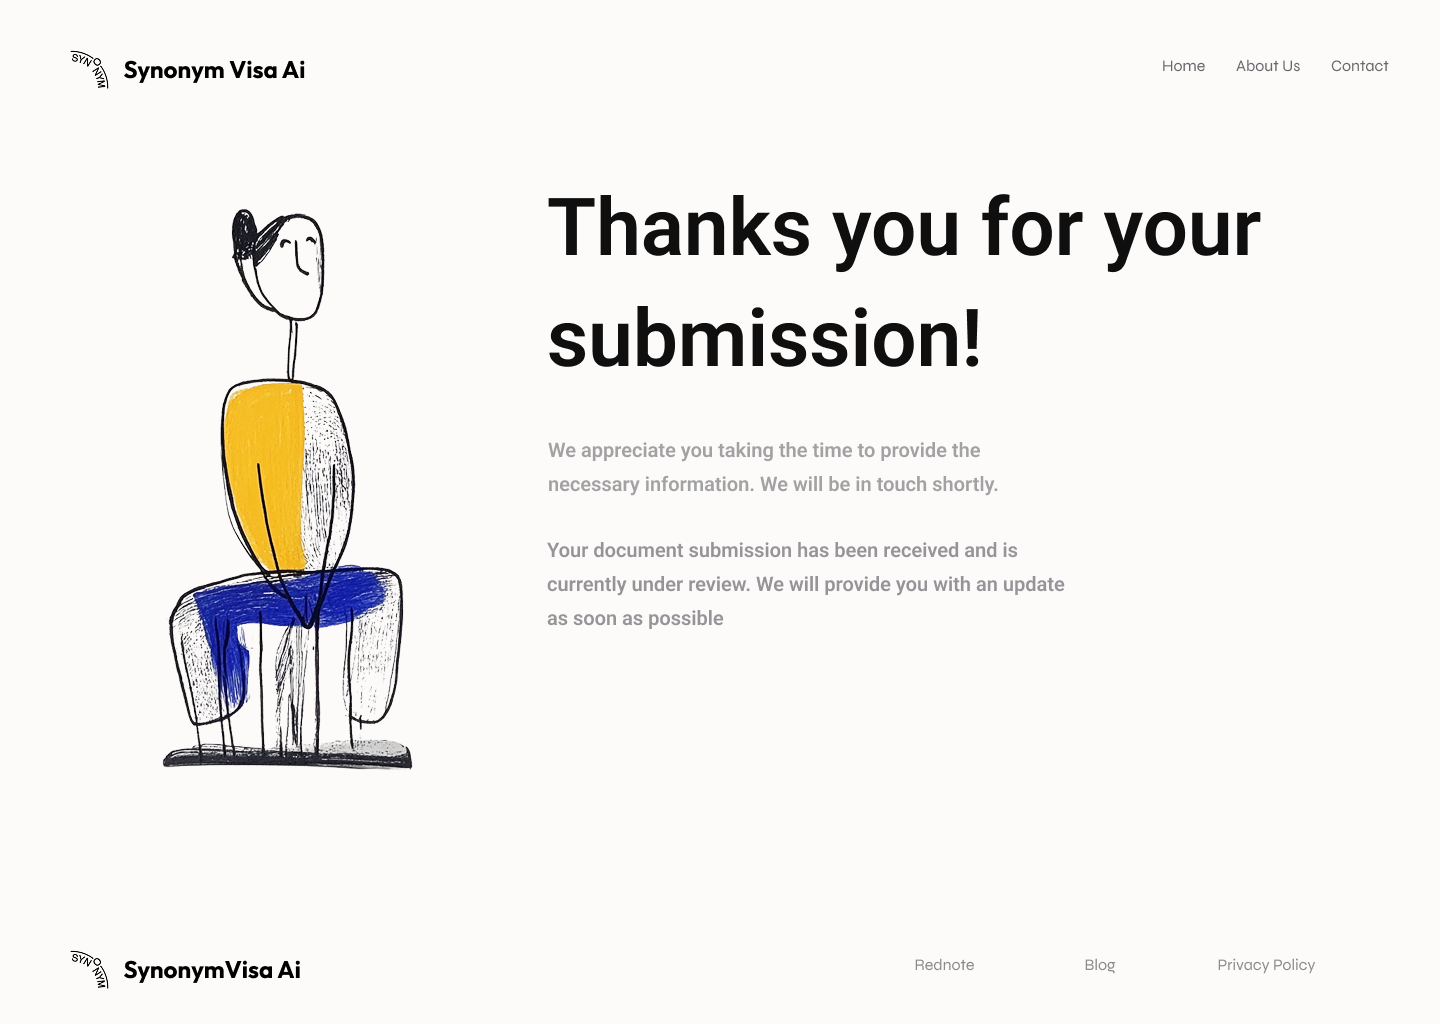 SYNONYM
Synonym Visa Ai
Home
About Us
Contact
Thanks you for your
submission!
We appreciate you taking the time to provide the
necessary information. We will be in touch shortly.
Your document submission has been received and is
currently under review. We will provide you with an update
as soon as possible
SYNONYM
SynonymVisa Ai
Rednote
Blog
Privacy Policy